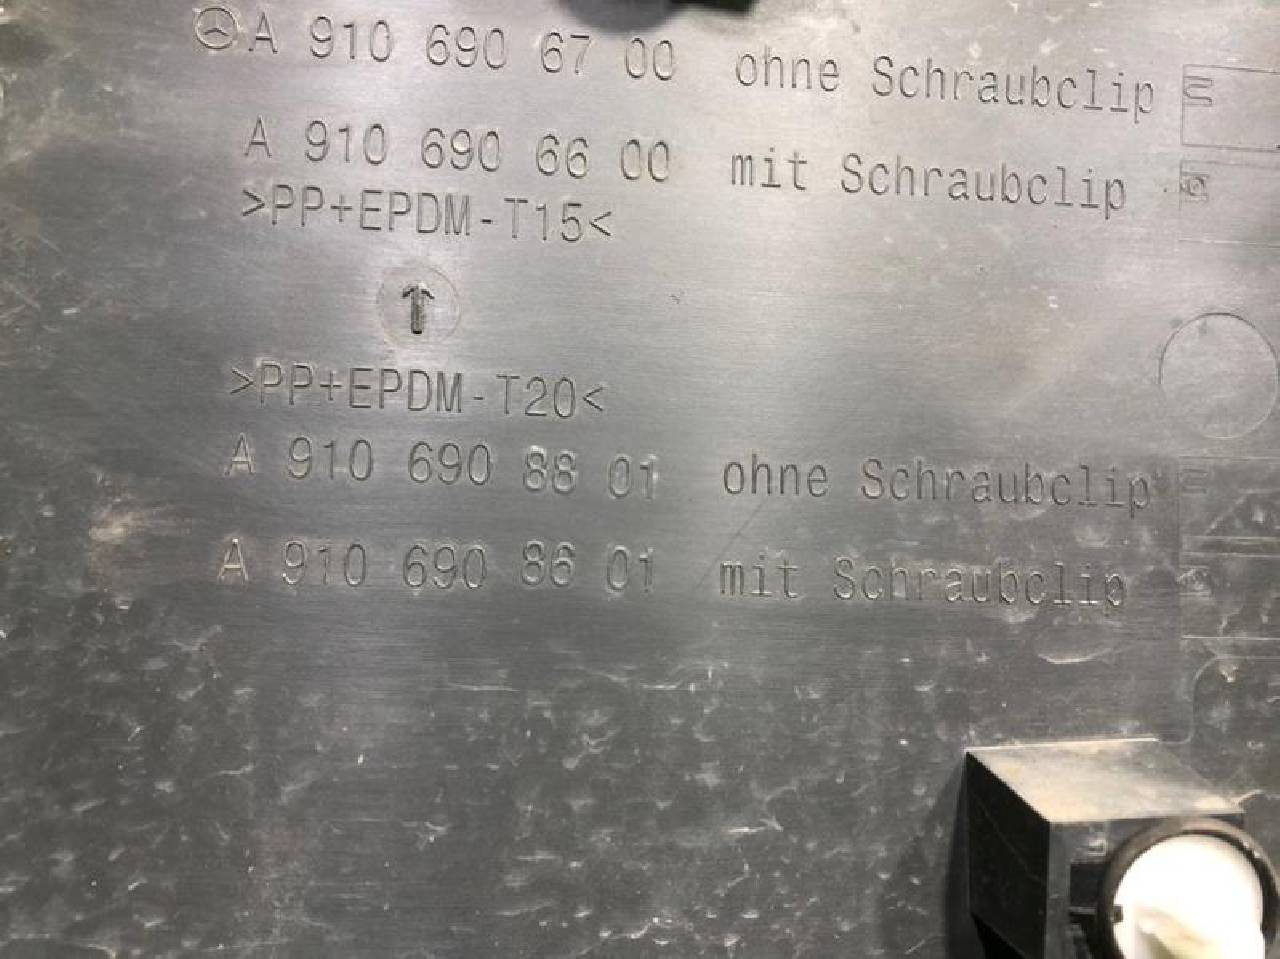 A 910 690 67 00 ohne Schraubclip
A 910 690 66 00 mit Schraubclip
>PP+EPDM-T15<
>PP+EPDM-T20<
A 910 690 88 01 ohne Schraubclip
A 910 690 86 01 mit Schraubclip